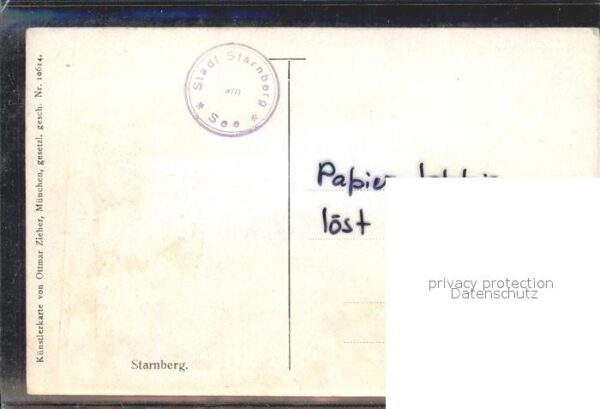 Künstlerkarte von Ottmar Zieher, München, gesetzl. gesch. Nr. 10614.
Stadt Starnberg
am
* See *
Papier
löst
privacy protection
Datenschutz
Starnberg.